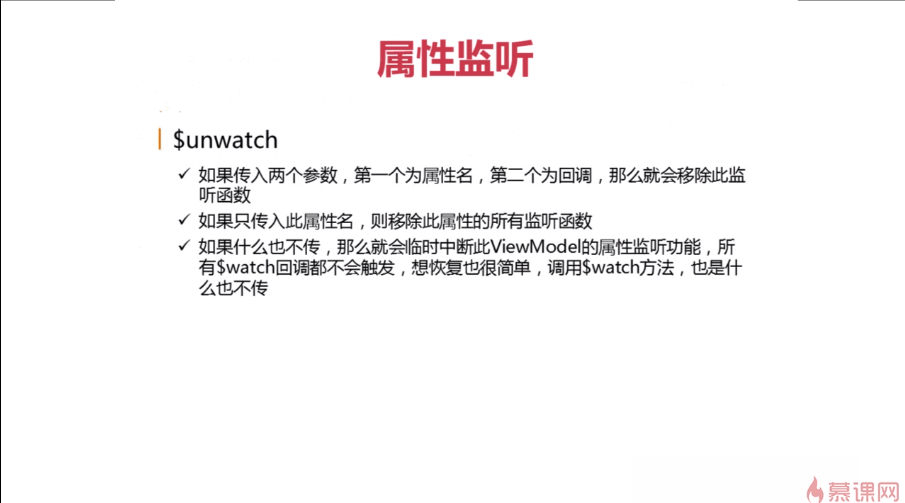 属性监听
$unwatch
✓ 如果传入两个参数，第一个为属性名，第二个为回调，那么就会移除此监
听函数
✓ 如果只传入此属性名，则移除此属性的所有监听函数
✓ 如果什么也不传，那么就会临时中断此ViewModel的属性监听功能，所
有$watch回调都不会触发，想恢复也很简单，调用$watch方法，也是什
么也不传
慕课网